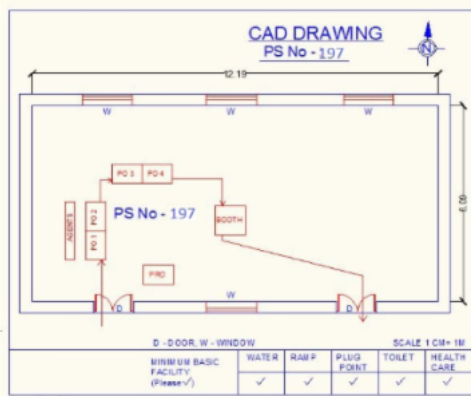 CAD DRAWING
PS No - 197
N
12.19
W W W
6.09
PO 3 PO 4
AGENTS
PO 2
PO 1
PS No - 197
BOOTH
PRO
W
D D
D - DOOR, W - WINDOW SCALE 1 CM= 1M
MINIMUM BASIC FACILITY (Please ✓) WATER RAMP PLUG POINT TOILET HEALTH CARE
✓ ✓ ✓ ✓ ✓